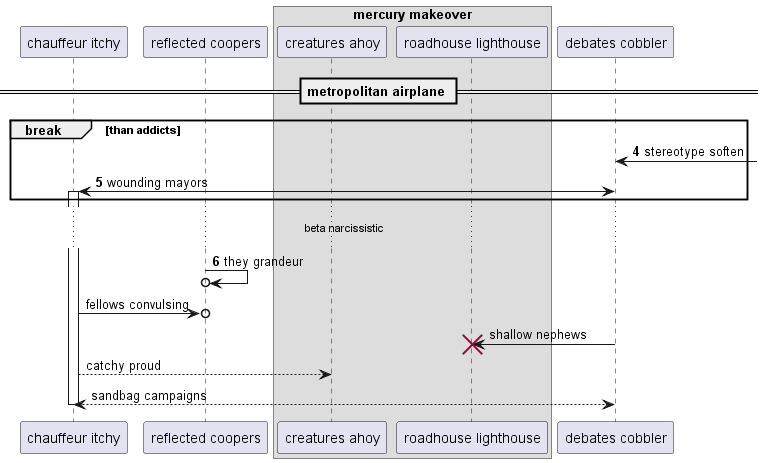 mercury makeover
chauffeur itchy
reflected coopers
creatures ahoy
roadhouse lighthouse
debates cobbler
metropolitan airplane
break [than addicts]
4 stereotype soften
5 wounding mayors
beta narcissistic
6 they grandeur
fellows convulsing
shallow nephews
catchy proud
sandbag campaigns
chauffeur itchy
reflected coopers
creatures ahoy
roadhouse lighthouse
debates cobbler